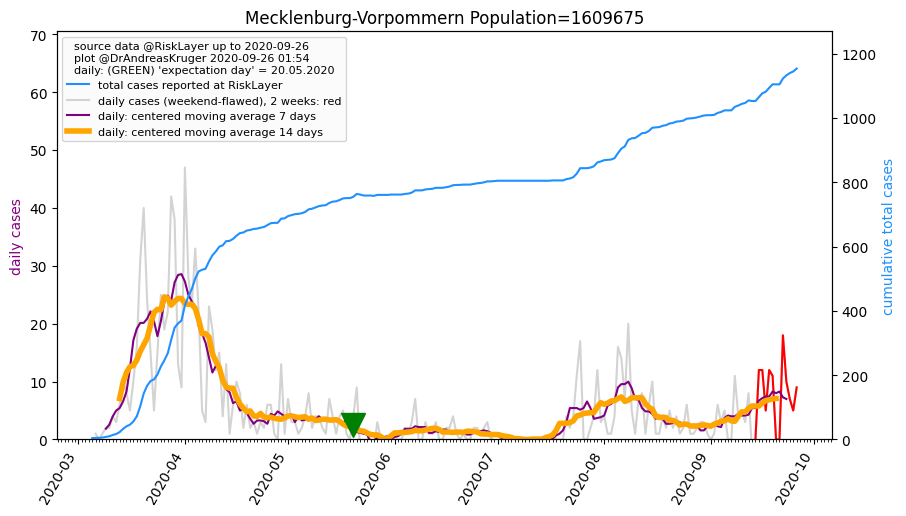 Mecklenburg-Vorpommern Population=1609675
source data @RiskLayer up to 2020-09-26
plot @DrAndreasKruger 2020-09-26 01:54
daily: (GREEN) 'expectation day' = 20.05.2020
total cases reported at RiskLayer
daily cases (weekend-flawed), 2 weeks: red
daily: centered moving average 7 days
daily: centered moving average 14 days
daily cases
70
60
50
40
30
20
10
0
cumulative total cases
1200
1000
800
600
400
200
0
2020-03
2020-04
2020-05
2020-06
2020-07
2020-08
2020-09
2020-10